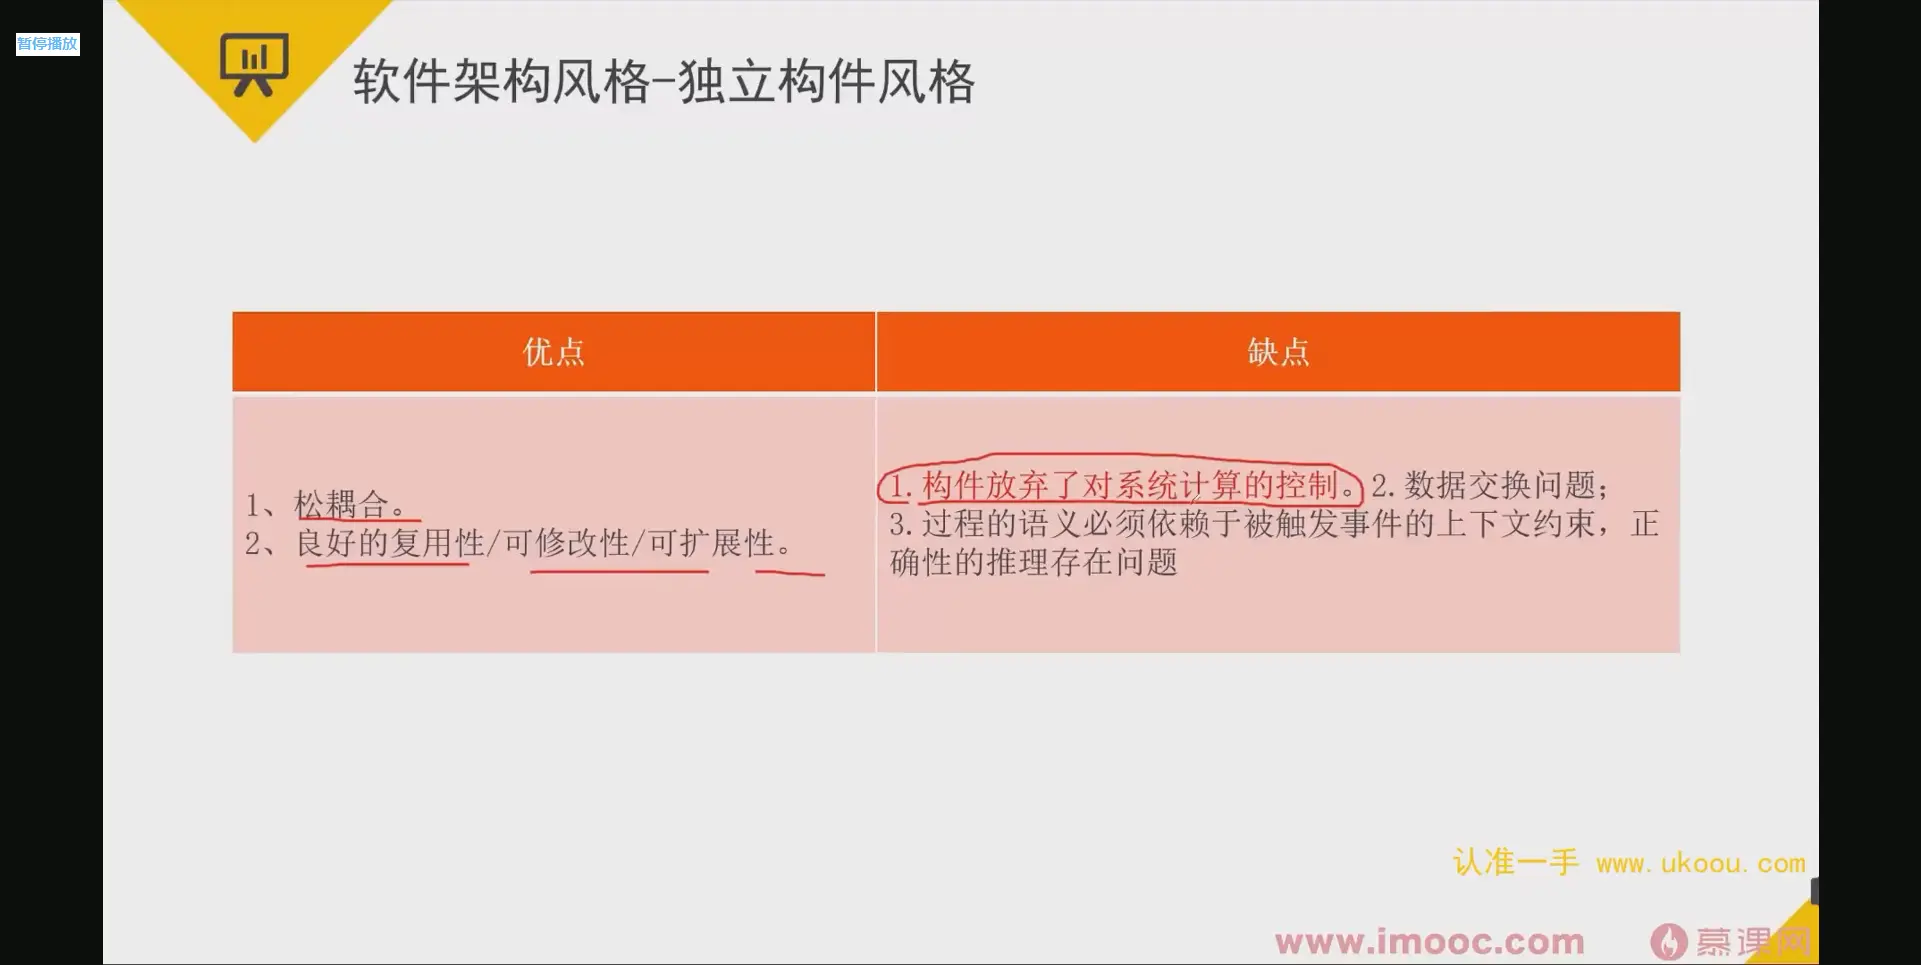 暂停播放
软件架构风格-独立构件风格
优点
缺点
1、松耦合。
2、良好的复用性/可修改性/可扩展性。
1.构件放弃了对系统计算的控制。2.数据交换问题;
3.过程的语义必须依赖于被触发事件的上下文约束，正
确性的推理存在问题
认准一手 www.ukoou.com
www.imooc.com 慕课网